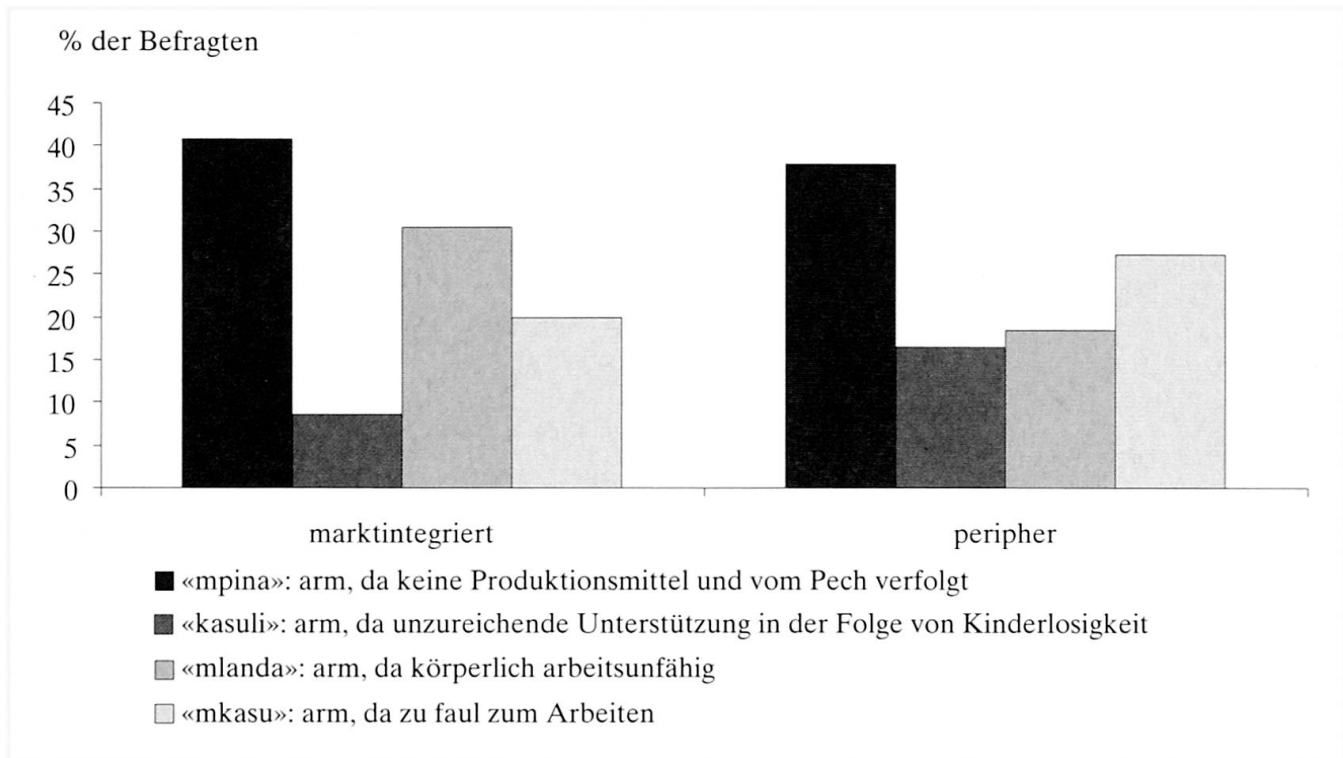 % der Befragten
45
40
35
30
25
20
15
10
5
0
marktintegriert peripher
«mpina»: arm, da keine Produktionsmittel und vom Pech verfolgt
«kasuli»: arm, da unzureichende Unterstützung in der Folge von Kinderlosigkeit
«mlanda»: arm, da körperlich arbeitsunfähig
«mkasu»: arm, da zu faul zum Arbeiten